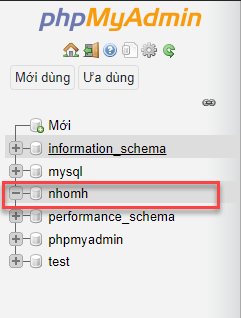 phpMyAdmin
Mới dùng Ưa dùng
Mới
information_schema
mysql
nhomh
performance_schema
phpmyadmin
test